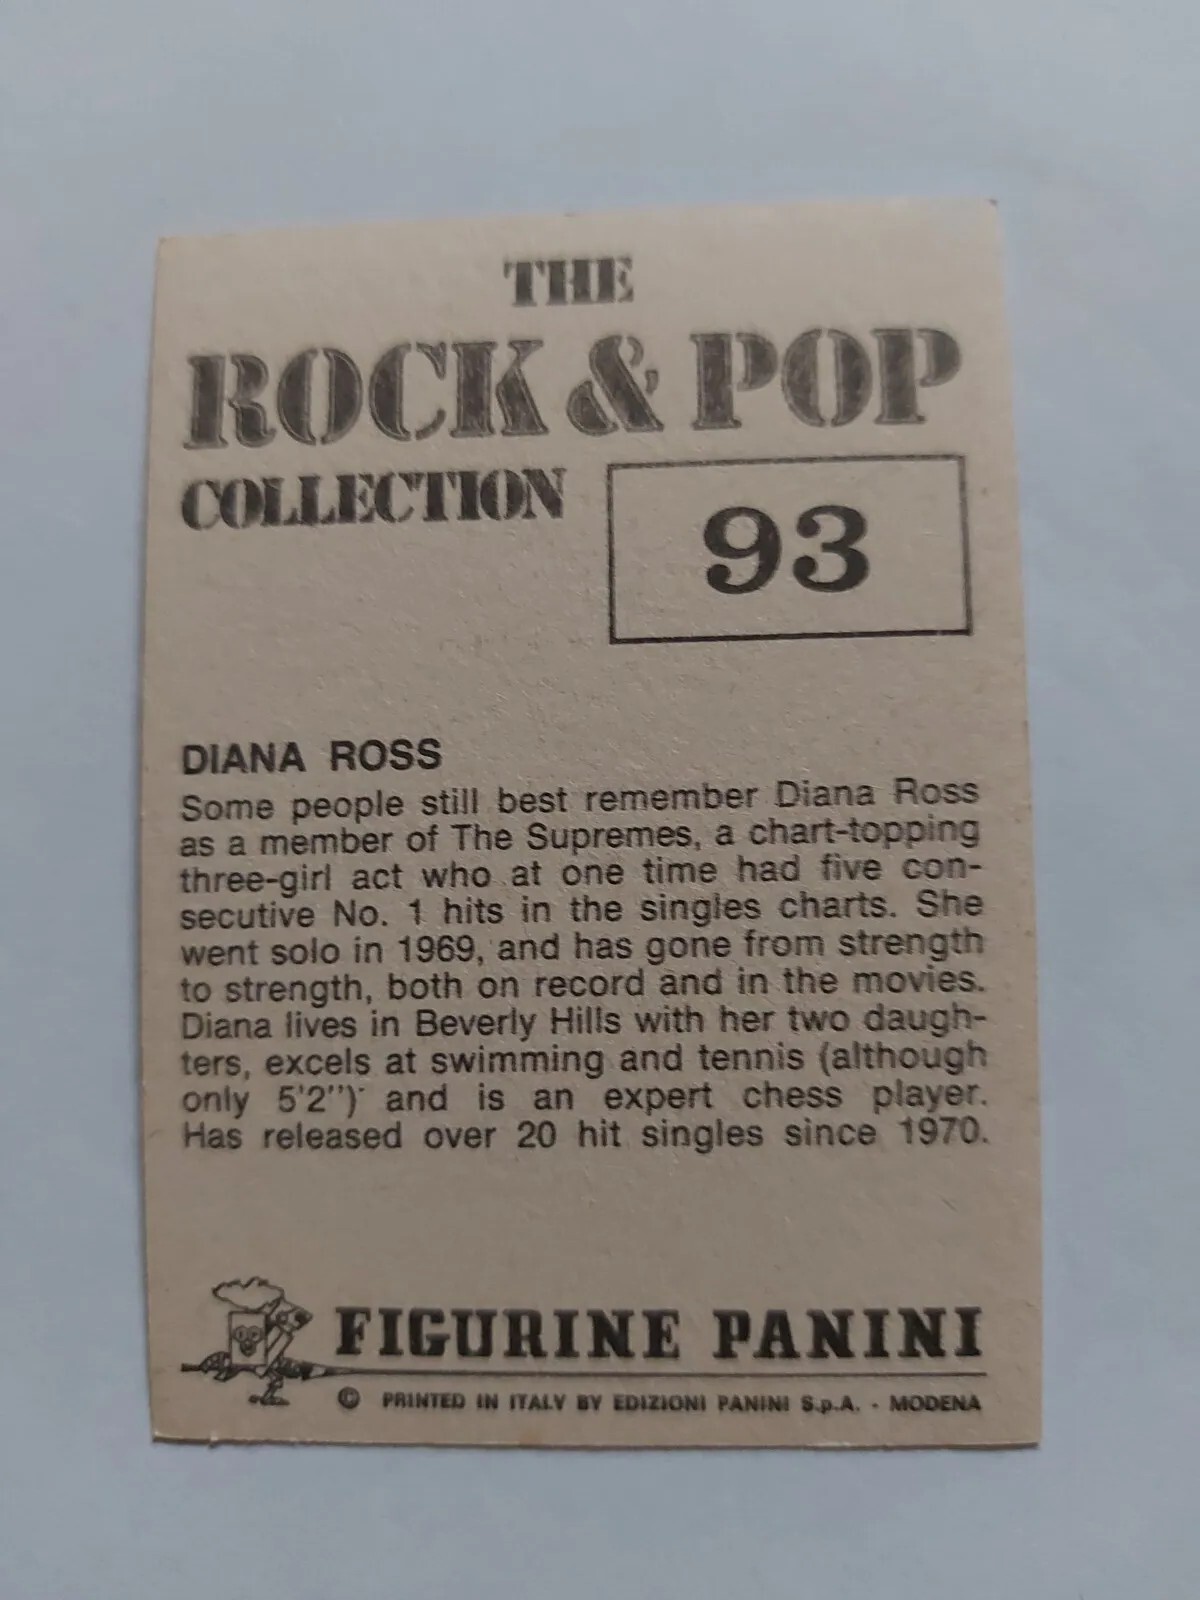 THE
ROCK & POP
COLLECTION
93
DIANA ROSS
Some people still best remember Diana Ross
as a member of The Supremes, a chart-topping
three-girl act who at one time had five con-
secutive No. 1 hits in the singles charts. She
went solo in 1969, and has gone from strength
to strength, both on record and in the movies.
Diana lives in Beverly Hills with her two daugh-
ters, excels at swimming and tennis (although
only 5'2") and is an expert chess player.
Has released over 20 hit singles since 1970.
FIGURINE PANINI
© PRINTED IN ITALY BY EDIZIONI PANINI S.p.A. - MODENA